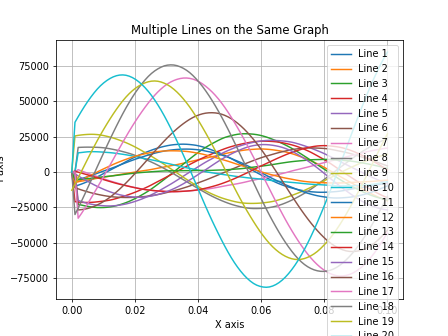 Multiple Lines on the Same Graph
75000
50000
25000
0
−25000
−50000
−75000
0.00
0.02
0.04
0.06
0.08
X axis
Line 1
Line 2
Line 3
Line 4
Line 5
Line 6
Line 7
Line 8
Line 9
Line 10
Line 11
Line 12
Line 13
Line 14
Line 15
Line 16
Line 17
Line 18
Line 19
Line 20